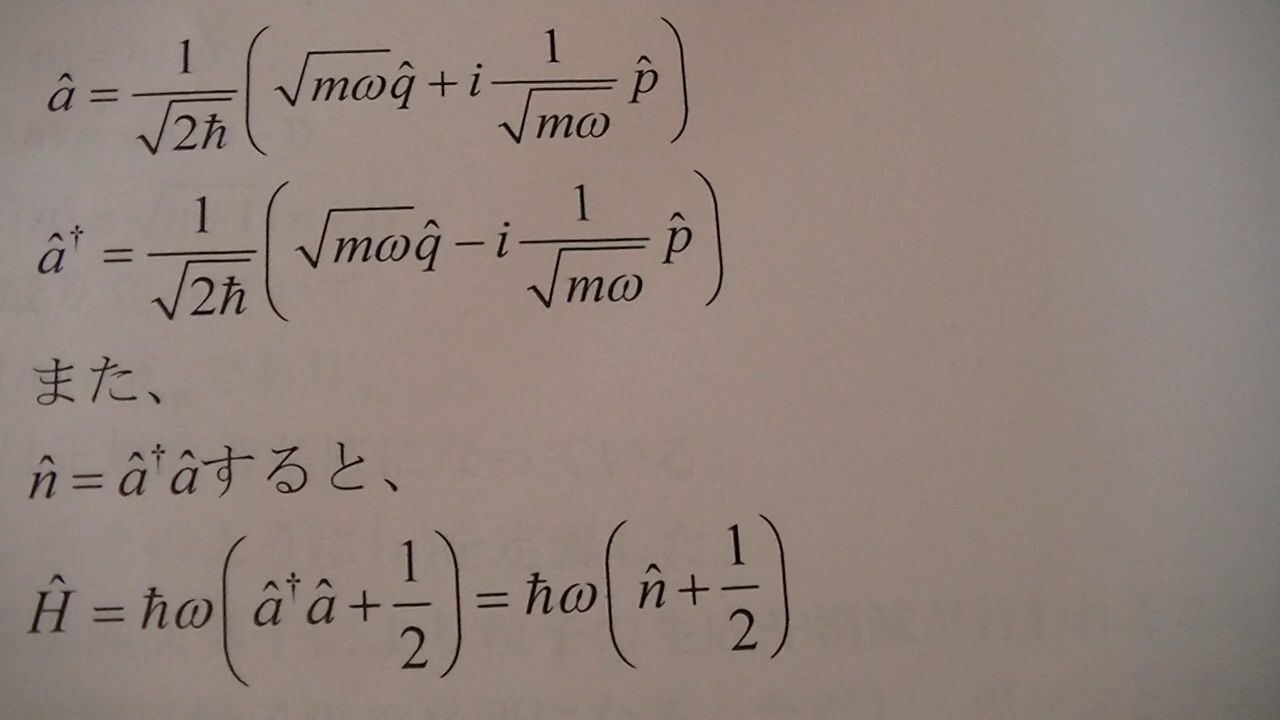 â = 1/√(2ħ) ( √(mω) q̂ + i 1/√(mω) p̂ )
â† = 1/√(2ħ) ( √(mω) q̂ − i 1/√(mω) p̂ )
また、
n̂ = â†âすると、
Ĥ = ħω( â†â + 1/2 ) = ħω( n̂ + 1/2 )